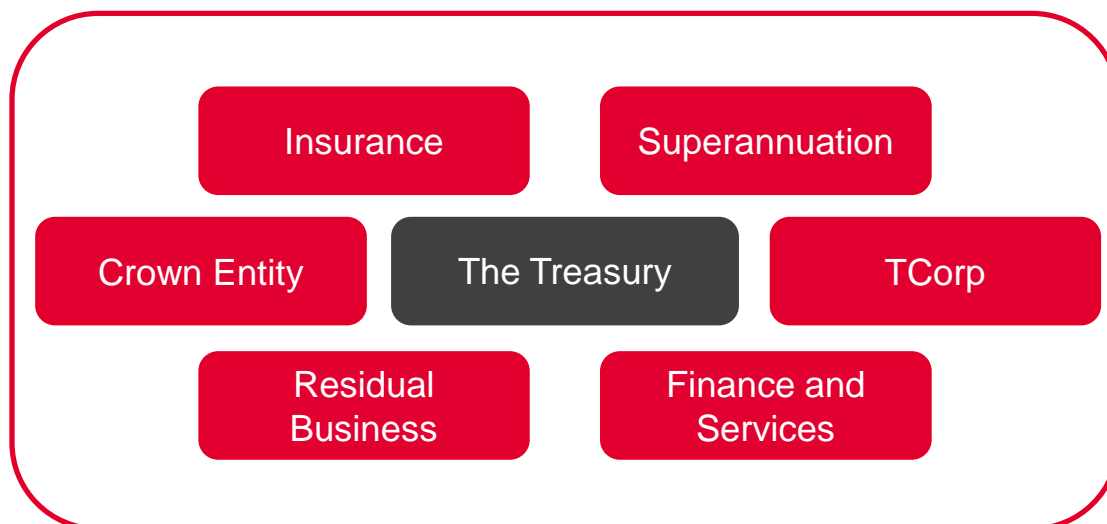 Insurance
Superannuation
Crown Entity
The Treasury
TCorp
Residual
Business
Finance and
Services